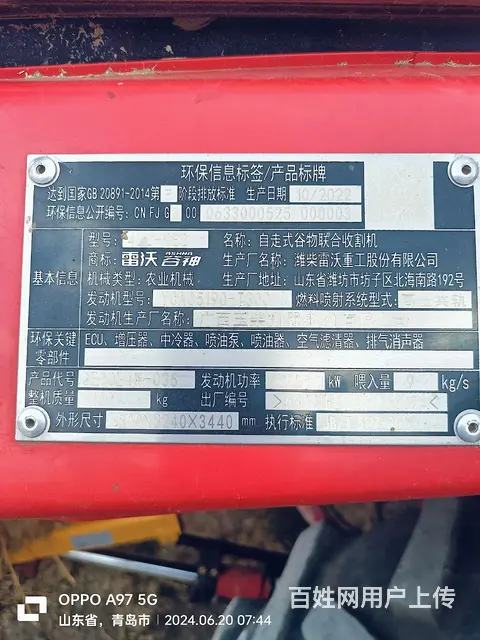 环保信息标签/产品标牌
达到国家GB 20891-2014第 阶段排放标准 生产日期 10/2022
环保信息公开编号: CN FJ G 00 0633000525 000003
型号: 名称: 自走式谷物联合收割机
商标: 雷沃 谷神 生产厂: 潍柴雷沃重工股份有限公司
基本信息 机械类型: 农业机械 生产厂地址: 山东省潍坊市坊子区北海南路192号
发动机型号: 燃料喷射系统型式:
发动机生产厂名称:
环保关键零部件 ECU、增压器、中冷器、喷油泵、喷油器、空气滤清器、排气消声器
产品代号 -036 发动机功率 kW 喂入量 9 kg/s
整机质量 kg 出厂编号
外形尺寸 40×3440 mm 执行标准
OPPO A97 5G
山东省，青岛市 2024.06.20 07:44
百姓网用户上传